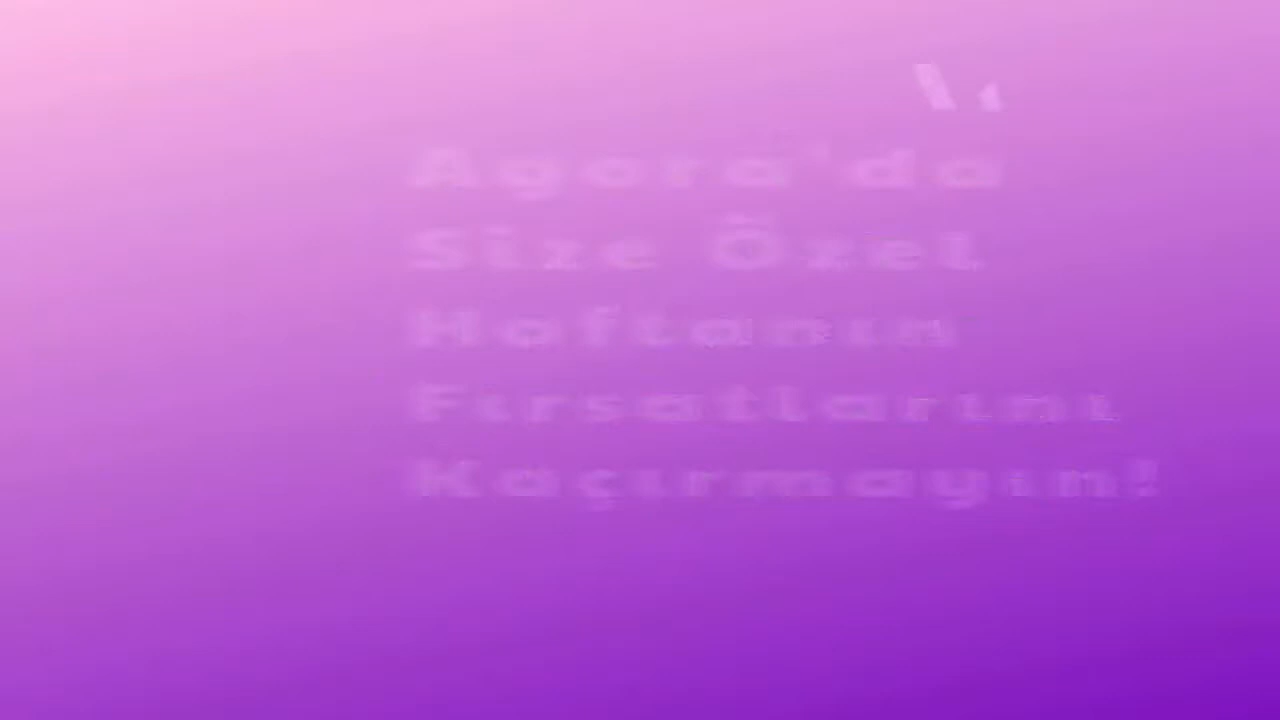 Agora'da
Size Özel
Haftanın
Fırsatlarını
Kaçırmayın!